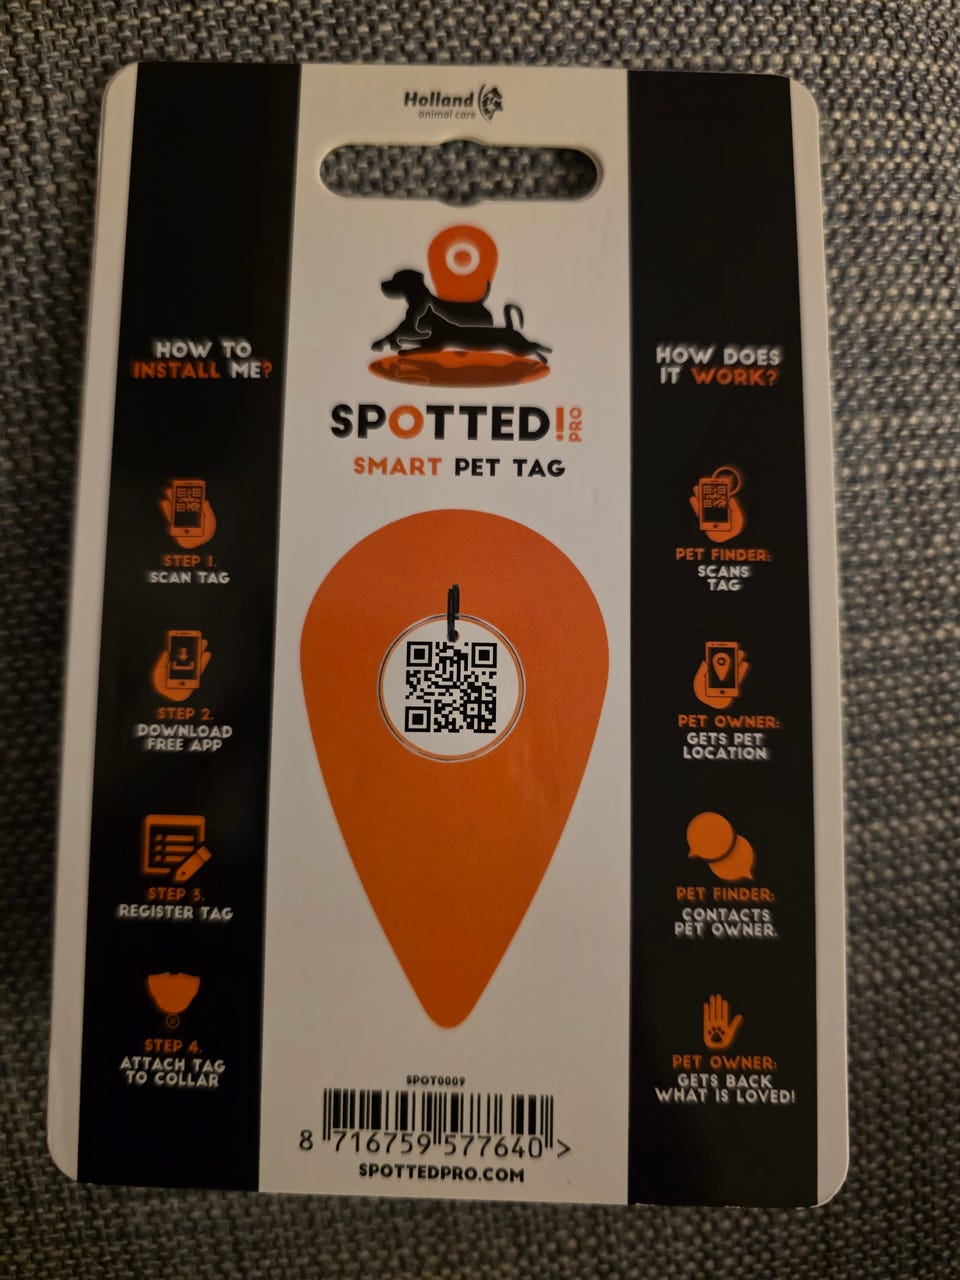 Holland
animal care
SPOTTED! PRO
SMART PET TAG
HOW TO
INSTALL ME?
STEP 1.
SCAN TAG
STEP 2.
DOWNLOAD
FREE APP
STEP 3.
REGISTER TAG
STEP 4.
ATTACH TAG
TO COLLAR
HOW DOES
IT WORK?
PET FINDER:
SCANS
TAG
PET OWNER:
GETS PET
LOCATION
PET FINDER:
CONTACTS
PET OWNER.
PET OWNER:
GETS BACK
WHAT IS LOVED!
SPOT0009
8 716759 577640 >
SPOTTEDPRO.COM